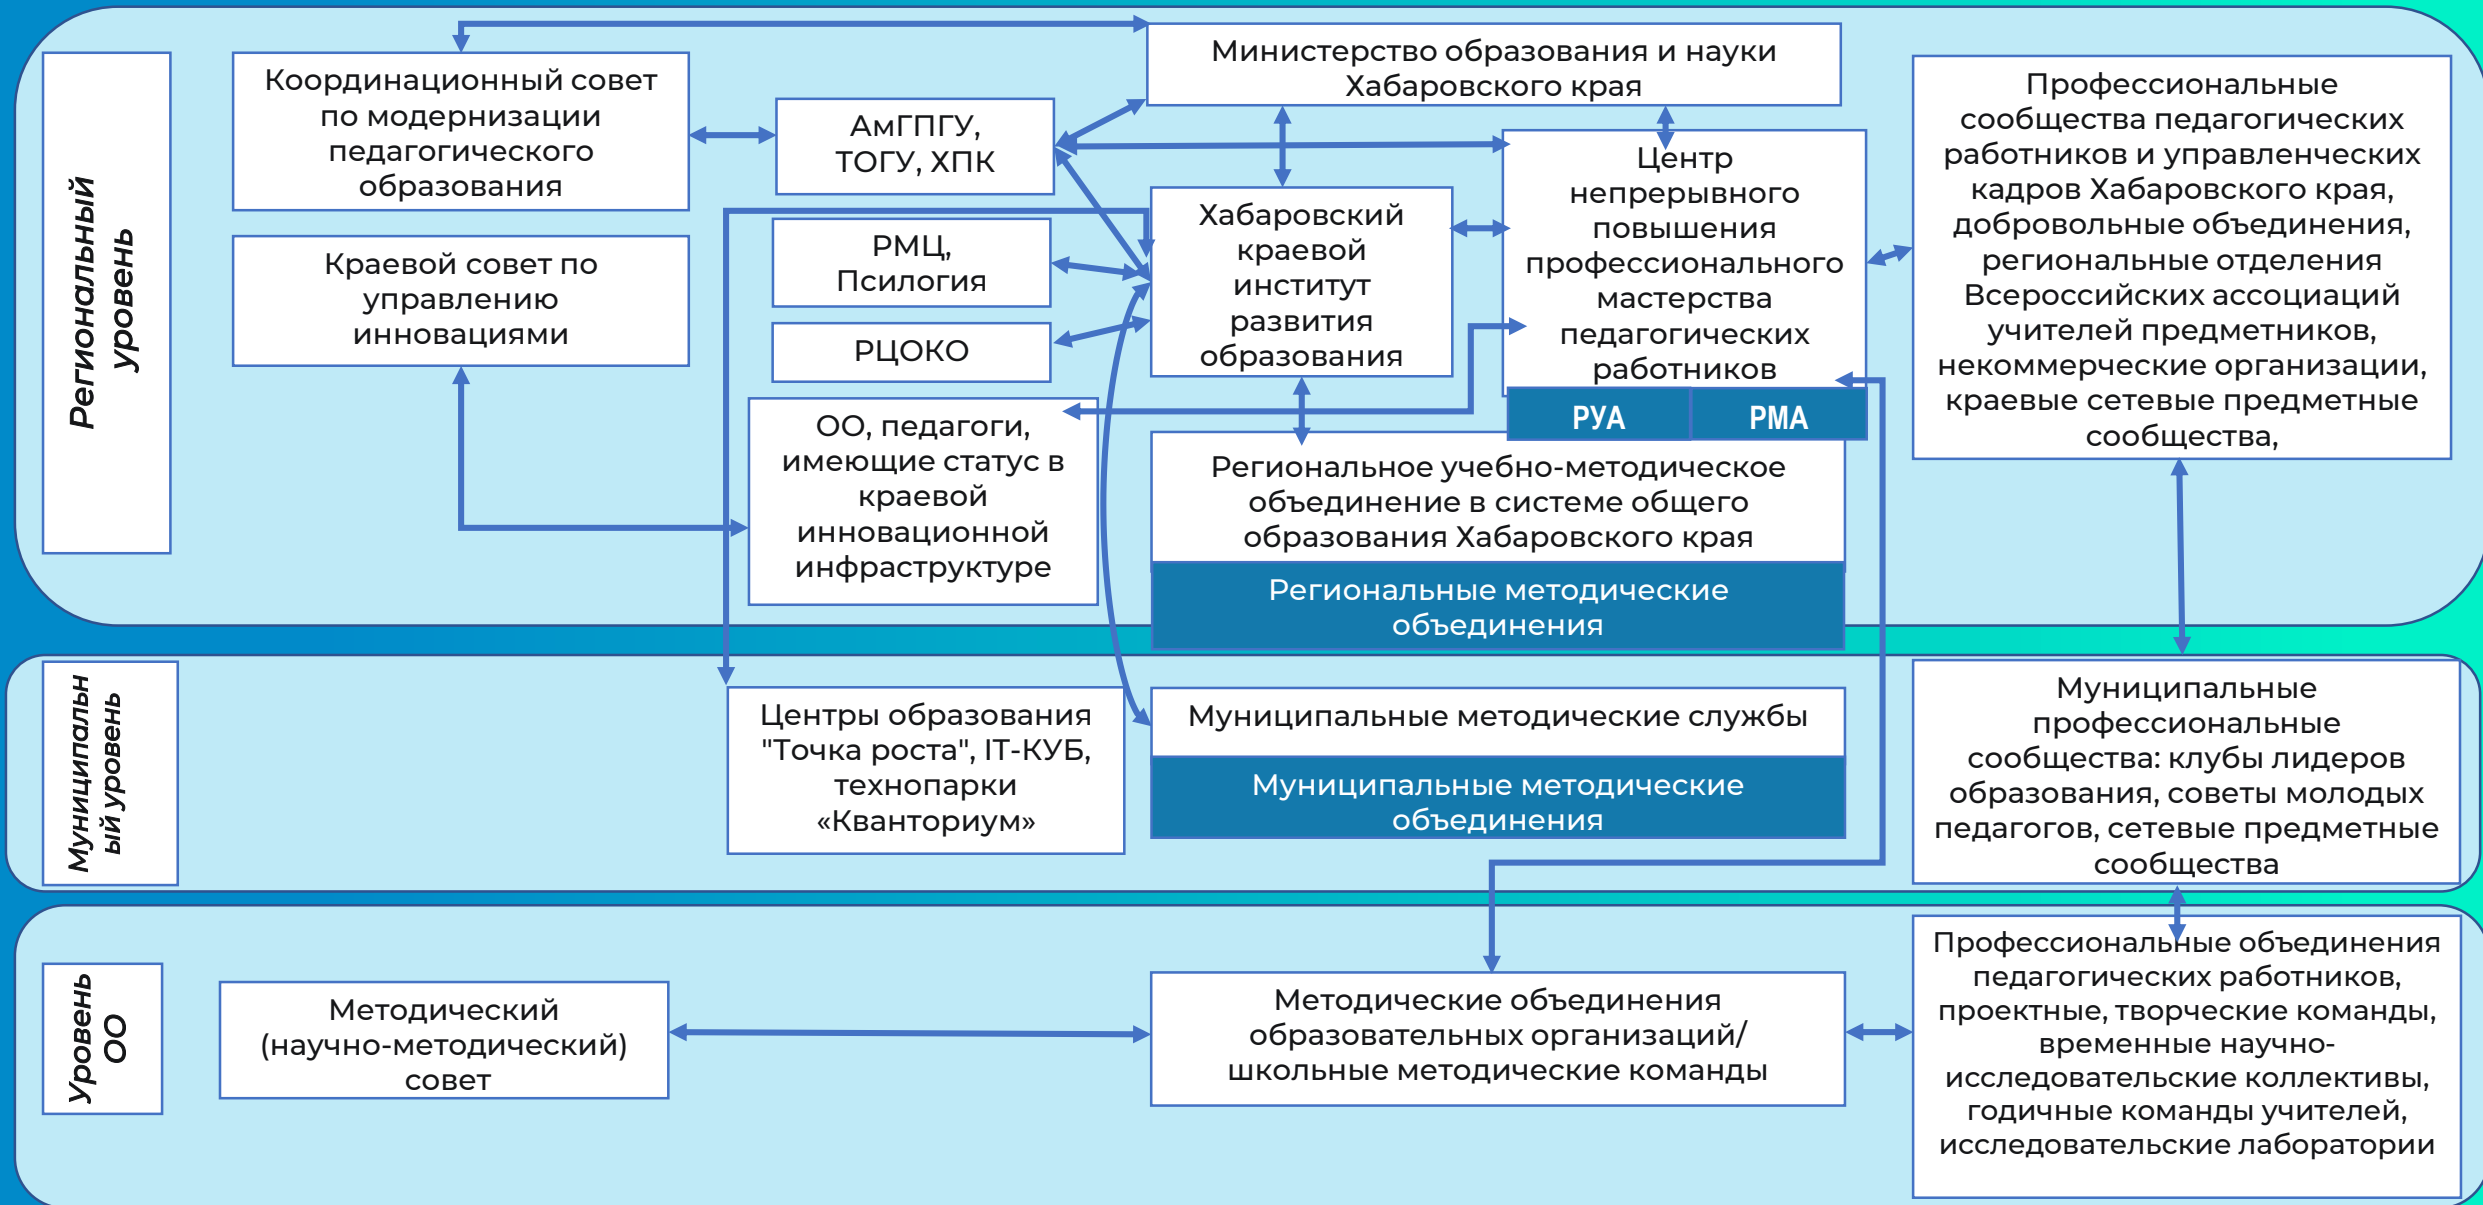 Региональный
уровень
Координационный совет
по модернизации
педагогического
образования
Краевой совет по
управлению
инновациями
АмГПГУ,
ТОГУ, ХПК
РМЦ,
Псилогия
РЦОКО
ОО, педагоги,
имеющие статус в
краевой
инновационной
инфраструктуре
Министерство образования и науки
Хабаровского края
Хабаровский
краевой
институт
развития
образования
Центр
непрерывного
повышения
профессионального
мастерства
педагогических
работников
РУА
РМА
Региональное учебно-методическое
объединение в системе общего
образования Хабаровского края
Региональные методические
объединения
Профессиональные
сообщества педагогических
работников и управленческих
кадров Хабаровского края,
добровольные объединения,
региональные отделения
Всероссийских ассоциаций
учителей предметников,
некоммерческие организации,
краевые сетевые предметные
сообщества,
Муниципальн
ый уровень
Центры образования
"Точка роста", IT-КУБ,
технопарки
«Кванториум»
Муниципальные методические службы
Муниципальные методические
объединения
Муниципальные
профессиональные
сообщества: клубы лидеров
образования, советы молодых
педагогов, сетевые предметные
сообщества
Уровень
ОО
Методический
(научно-методический)
совет
Методические объединения
образовательных организаций/
школьные методические команды
Профессиональные объединения
педагогических работников,
проектные, творческие команды,
временные научно-
исследовательские коллективы,
годичные команды учителей,
исследовательские лаборатории